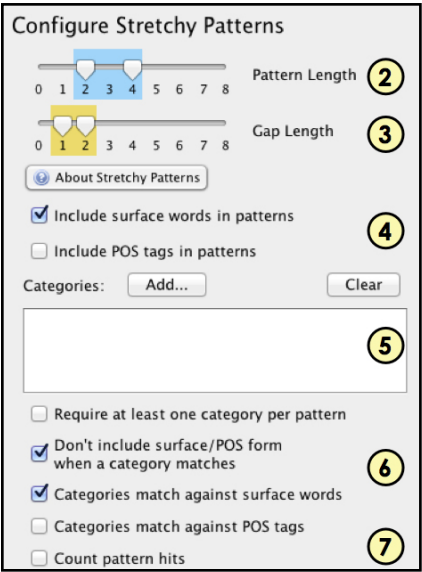 Configure Stretchy Patterns
0 1 2 3 4 5 6 7 8 Pattern Length 2
0 1 2 3 4 5 6 7 8 Gap Length 3
About Stretchy Patterns
Include surface words in patterns
4
Include POS tags in patterns
Categories: Add... Clear
5
Require at least one category per pattern
Don't include surface/POS form
when a category matches
6
Categories match against surface words
Categories match against POS tags
7
Count pattern hits